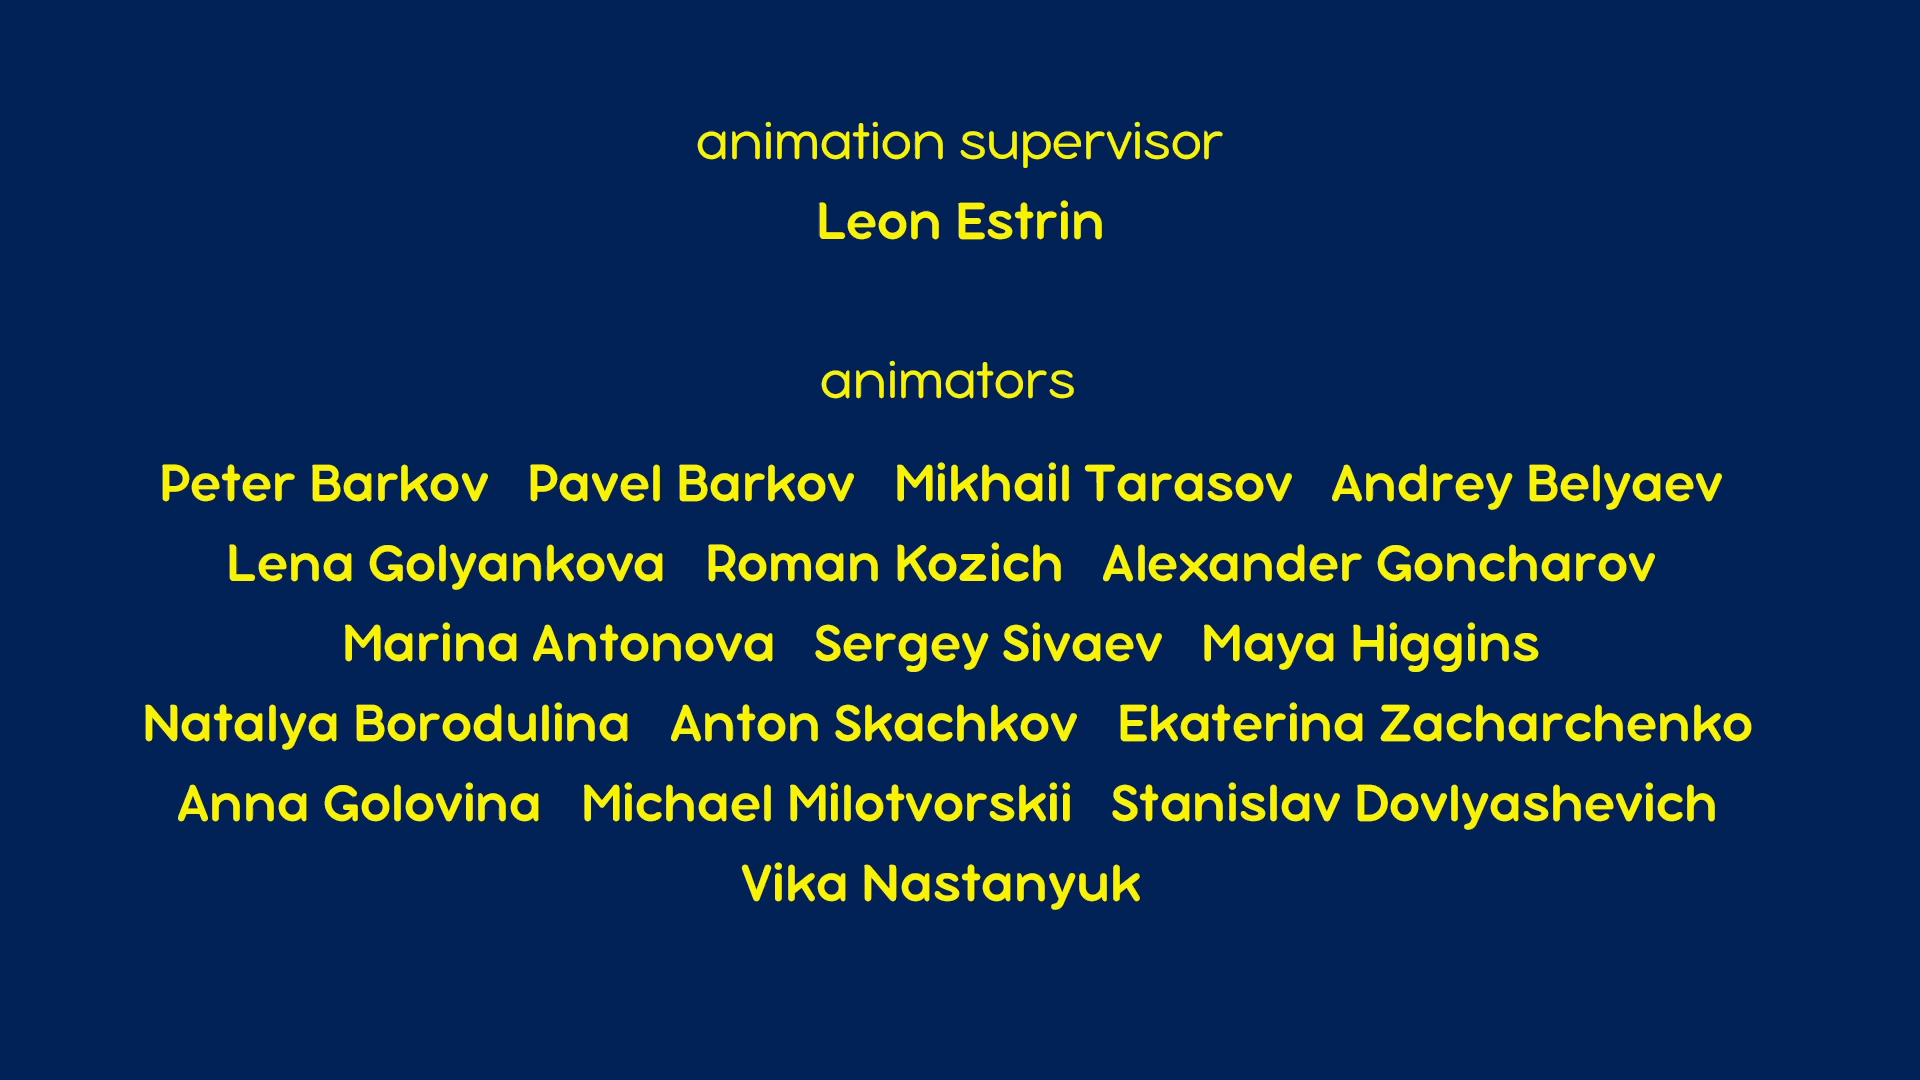 animation supervisor
Leon Estrin
animators
Peter Barkov Pavel Barkov Mikhail Tarasov Andrey Belyaev
Lena Golyankova Roman Kozich Alexander Goncharov
Marina Antonova Sergey Sivaev Maya Higgins
Natalya Borodulina Anton Skachkov Ekaterina Zacharchenko
Anna Golovina Michael Milotvorskii Stanislav Dovlyashevich
Vika Nastanyuk